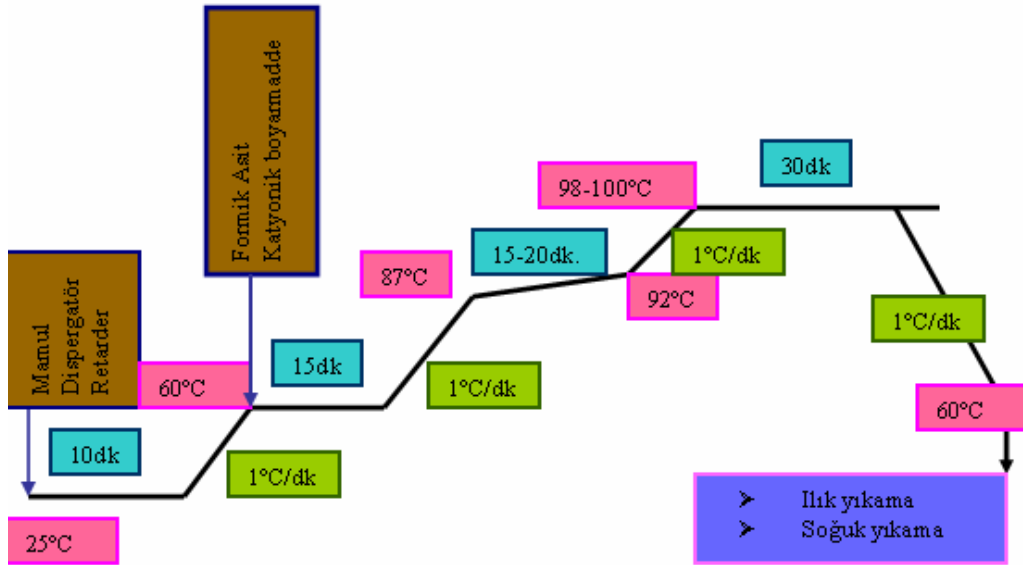 Formik Asit
Katyonik boyarmadde
Mamul
Dispergatör
Retarder
25°C
10dk
1°C/dk
60°C
15dk
1°C/dk
87°C
15-20dk.
92°C
1°C/dk
98-100°C
30dk
1°C/dk
60°C
➤ Ilık yıkama
➤ Soğuk yıkama